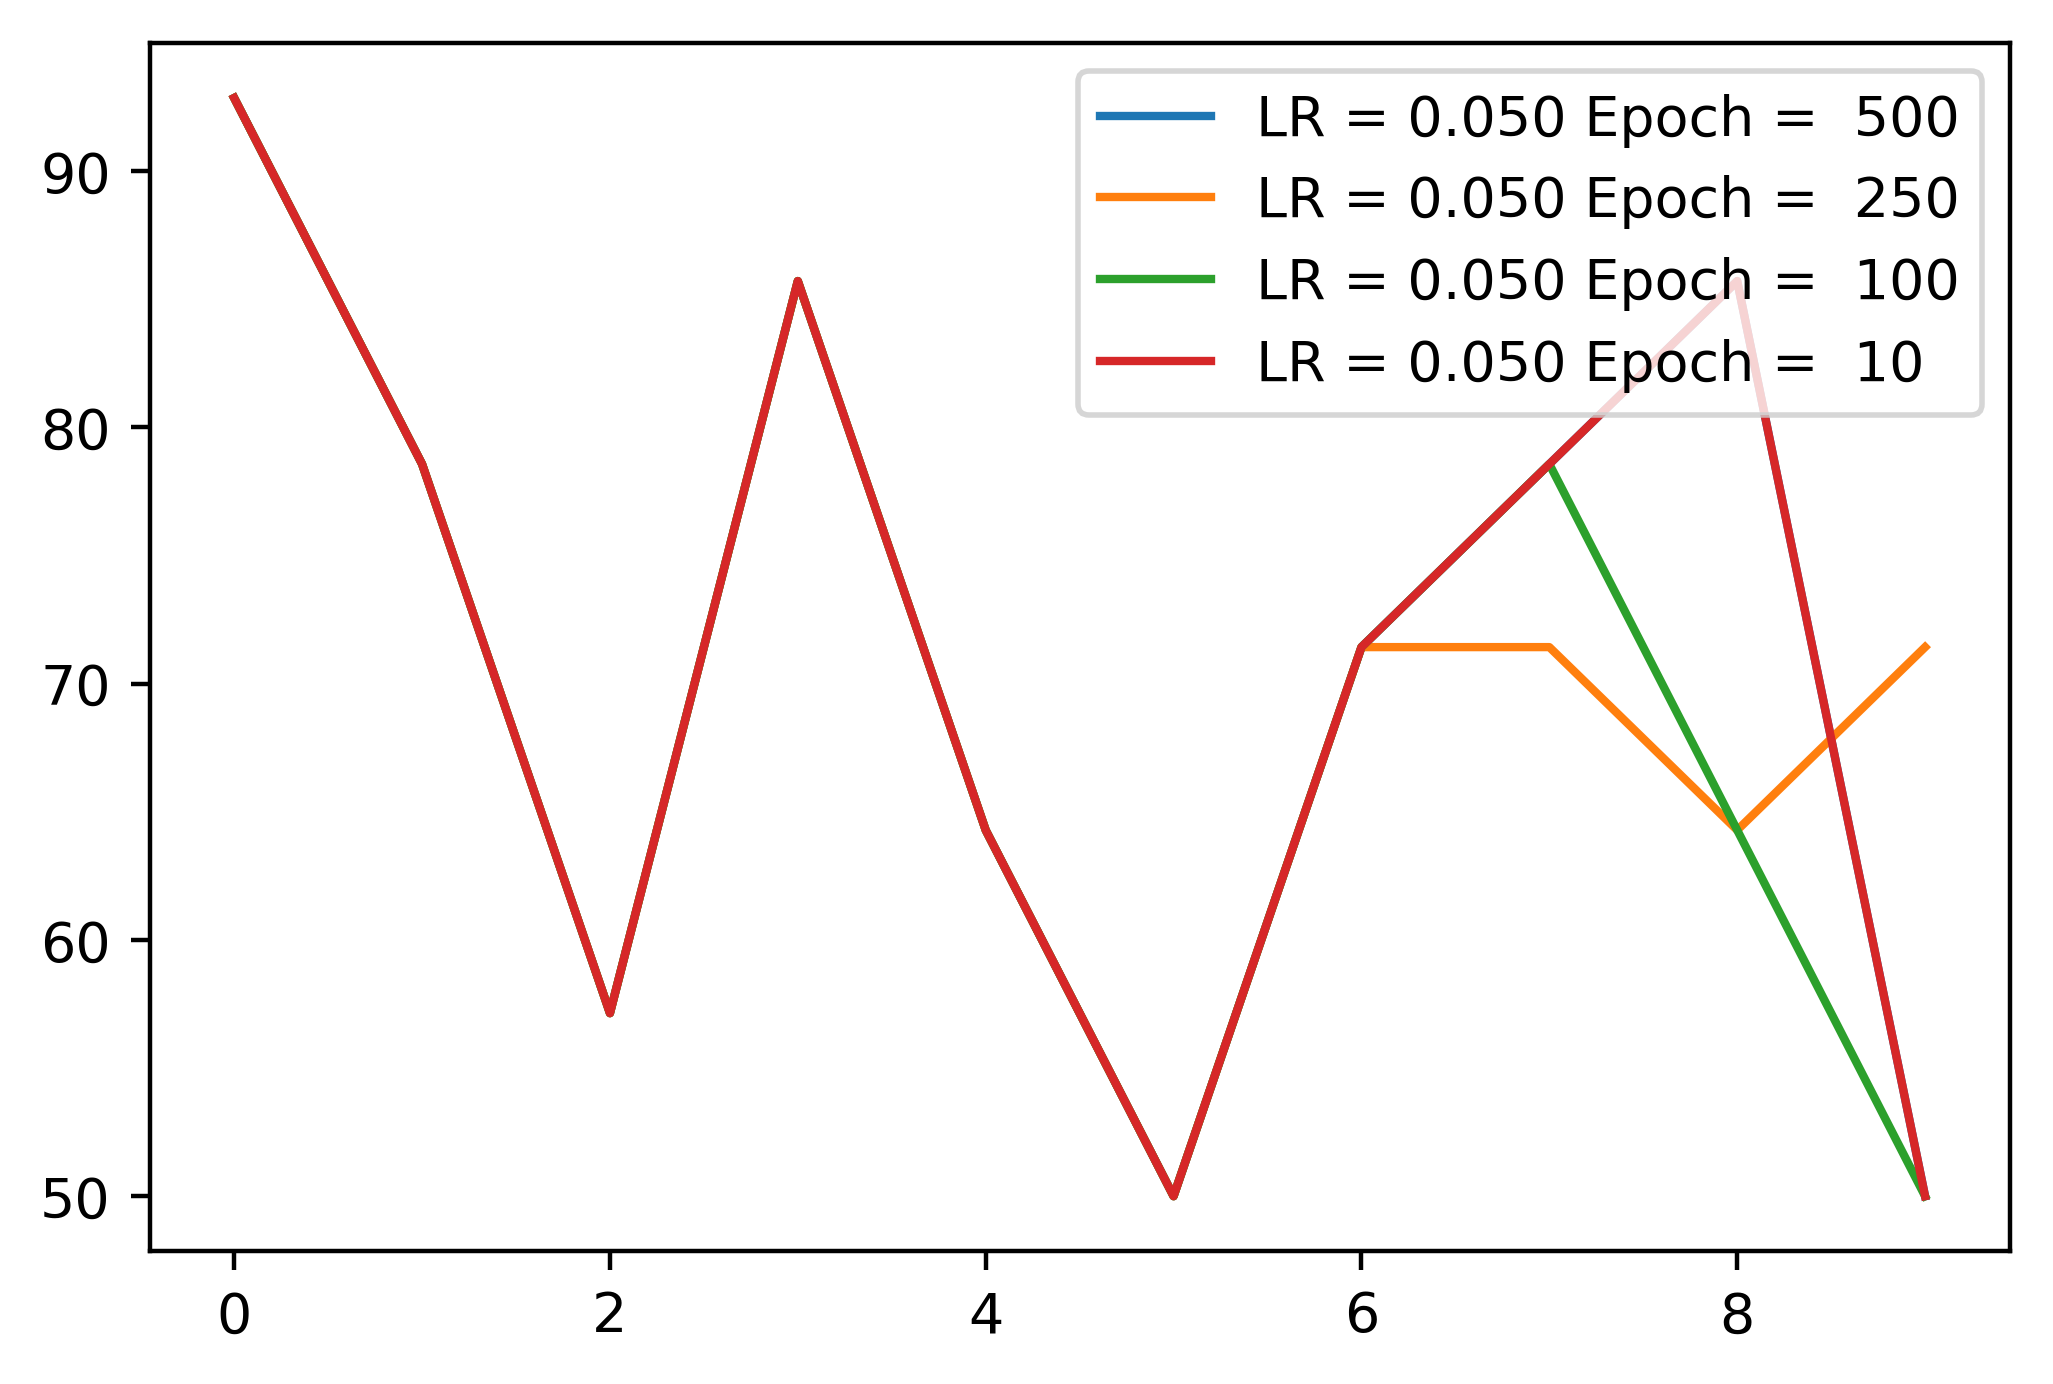 LR = 0.050 Epoch =  500
LR = 0.050 Epoch =  250
LR = 0.050 Epoch =  100
LR = 0.050 Epoch =  10
90
80
70
60
50
0 2 4 6 8